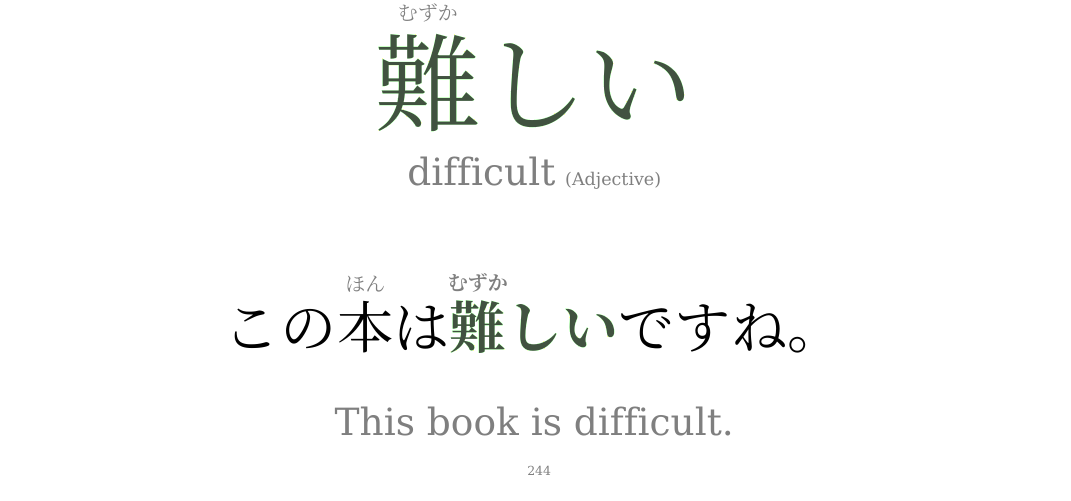 むずか
難しい
difficult (Adjective)
ほん むずか
この本は難しいですね。
This book is difficult.
244